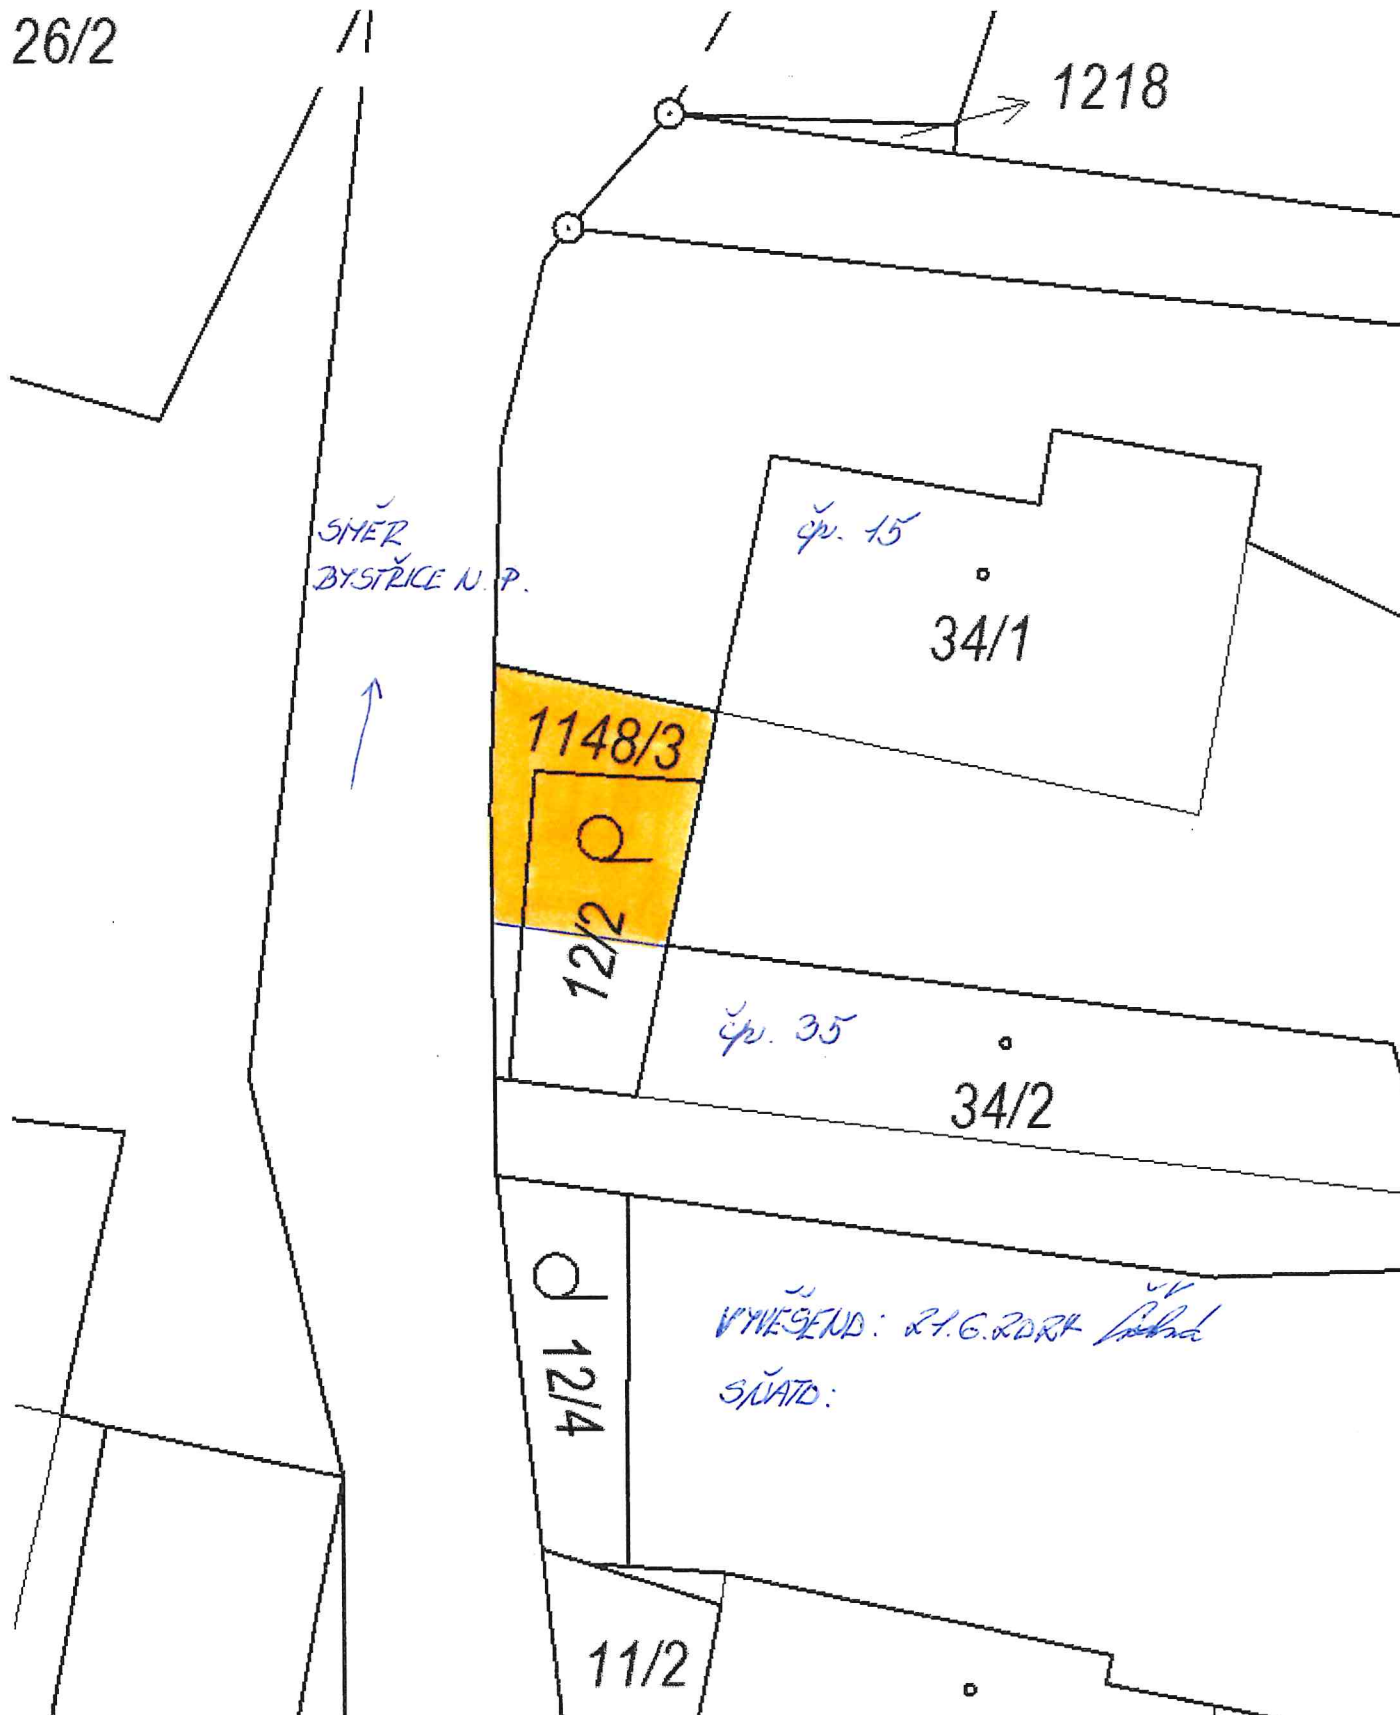 26/2
1218
čp. 15
SMĚR
BYSTŘICE N. P.
34/1
1148/3
12/2
čp. 35
34/2
12/4
VYVĚŠENO: 21.6.2024
SŇATO:
11/2